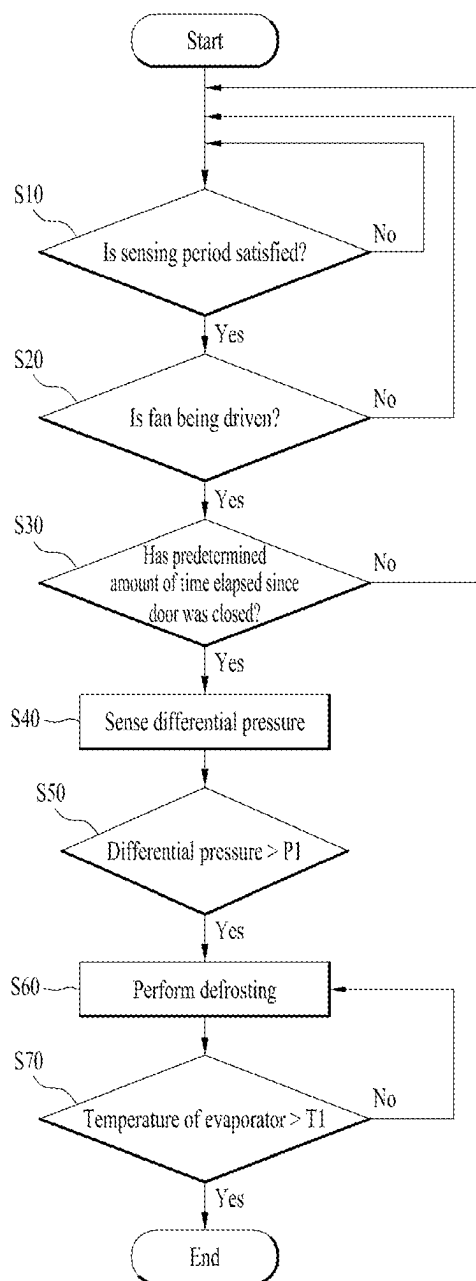 Start
S10
Is sensing period satisfied?
No
Yes
S20
Is fan being driven?
No
Yes
S30
Has predetermined
amount of time elapsed since
door was closed?
No
Yes
S40
Sense differential pressure
S50
Differential pressure > P1
Yes
S60
Perform defrosting
S70
Temperature of evaporator > T1
No
Yes
End